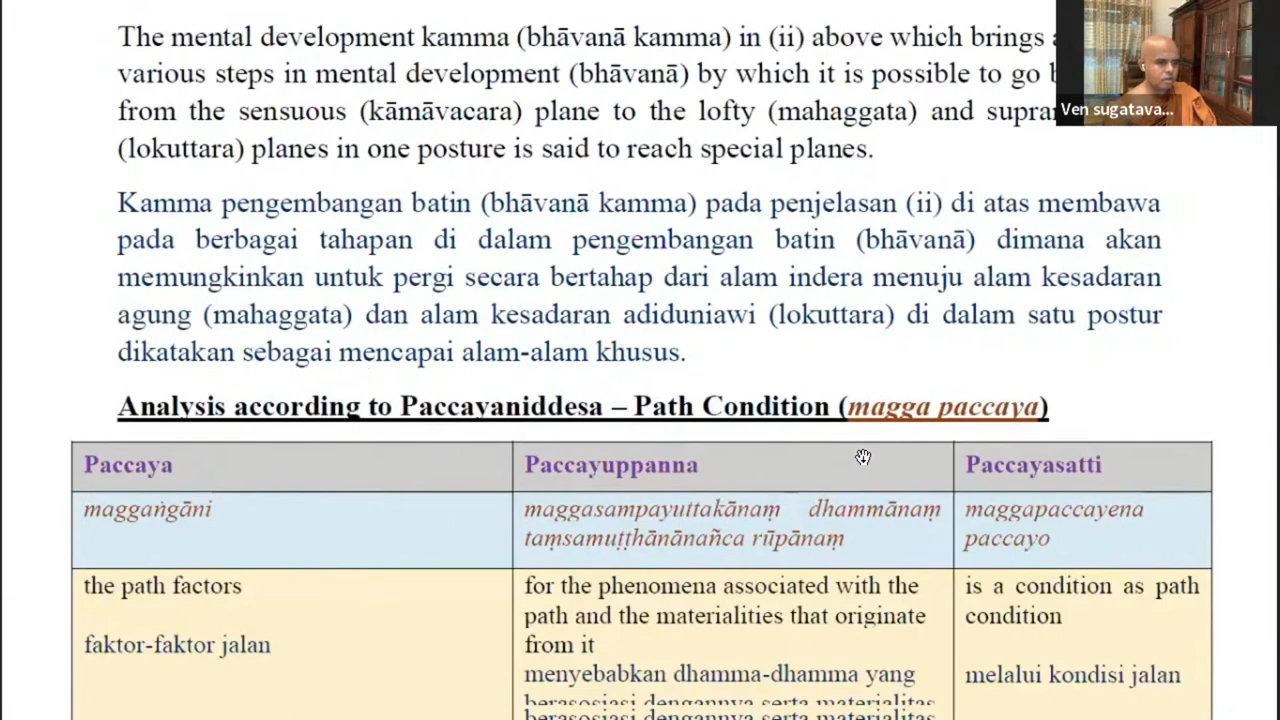 The mental development kamma (bhāvanā kamma) in (ii) above which brings
various steps in mental development (bhāvanā) by which it is possible to go
from the sensuous (kāmāvacara) plane to the lofty (mahaggata) and
(lokuttara) planes in one posture is said to reach special planes.
Ven sugatava...
Kamma pengembangan batin (bhāvanā kamma) pada penjelasan (ii) di atas membawa
pada berbagai tahapan di dalam pengembangan batin (bhāvanā) dimana akan
memungkinkan untuk pergi secara bertahap dari alam indera menuju alam kesadaran
agung (mahaggata) dan alam kesadaran adiduniawi (lokuttara) di dalam satu postur
dikatakan sebagai mencapai alam-alam khusus.
Analysis according to Paccayaniddesa – Path Condition (magga paccaya)
Paccaya
Paccayuppanna
Paccayasatti
maggaṅgāni
maggasampayuttakānaṃ dhammānaṃ
taṃsamuṭṭhānānañca rūpānaṃ
maggapaccayena
paccayo
the path factors
faktor-faktor jalan
for the phenomena associated with the
path and the materialities that originate
from it
menyebabkan dhamma-dhamma yang
berasosiasi dengannya serta materialitas
is a condition as path
condition
melalui kondisi jalan